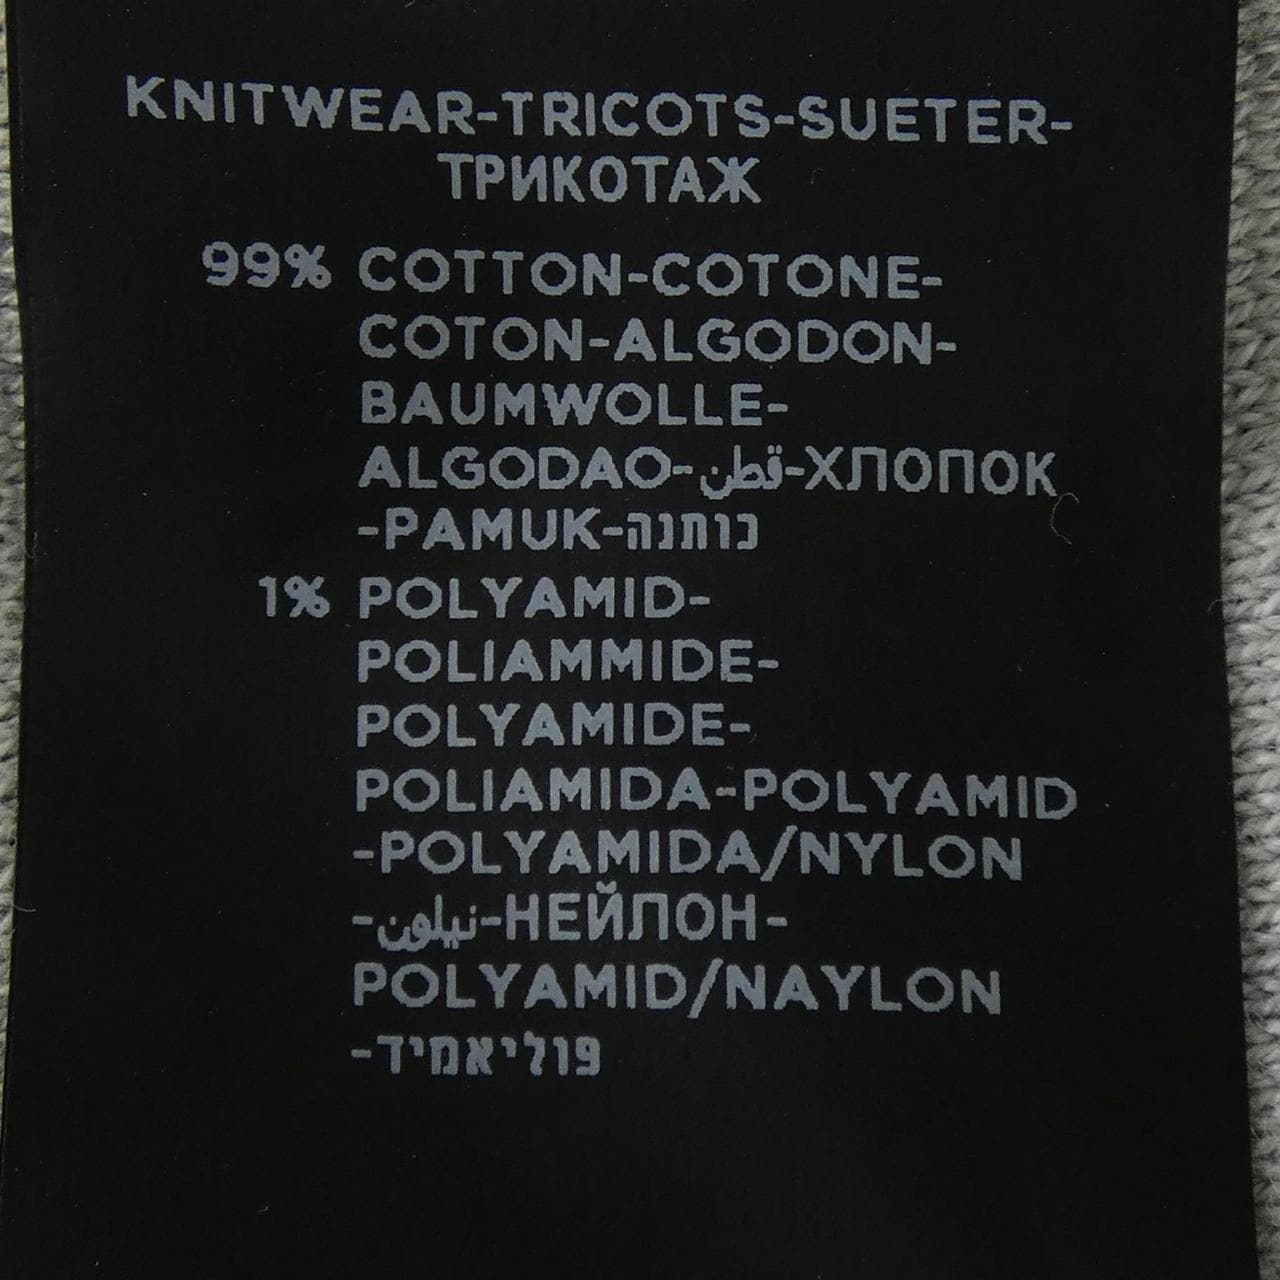 KNITWEAR-TRICOTS-SUETER-
ТРИКОТАЖ
99% COTTON-COTONE-
COTON-ALGODON-
BAUMWOLLE-
ALGODAO-قطن-ХЛОПОК
-PAMUK-כותנה
1% POLYAMID-
POLIAMMIDE-
POLYAMIDE-
POLIAMIDA-POLYAMID
-POLYAMIDA/NYLON
-نيلون-НЕЙЛОН-
POLYAMID/NAYLON
-פוליאמיד